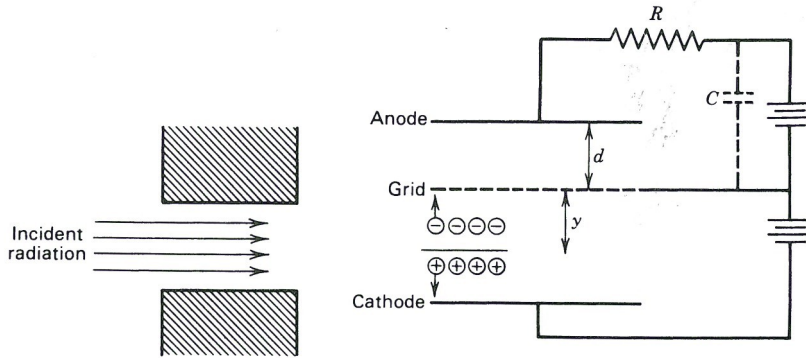 R
C
Anode
d
Grid
Incident
radiation
y
Cathode